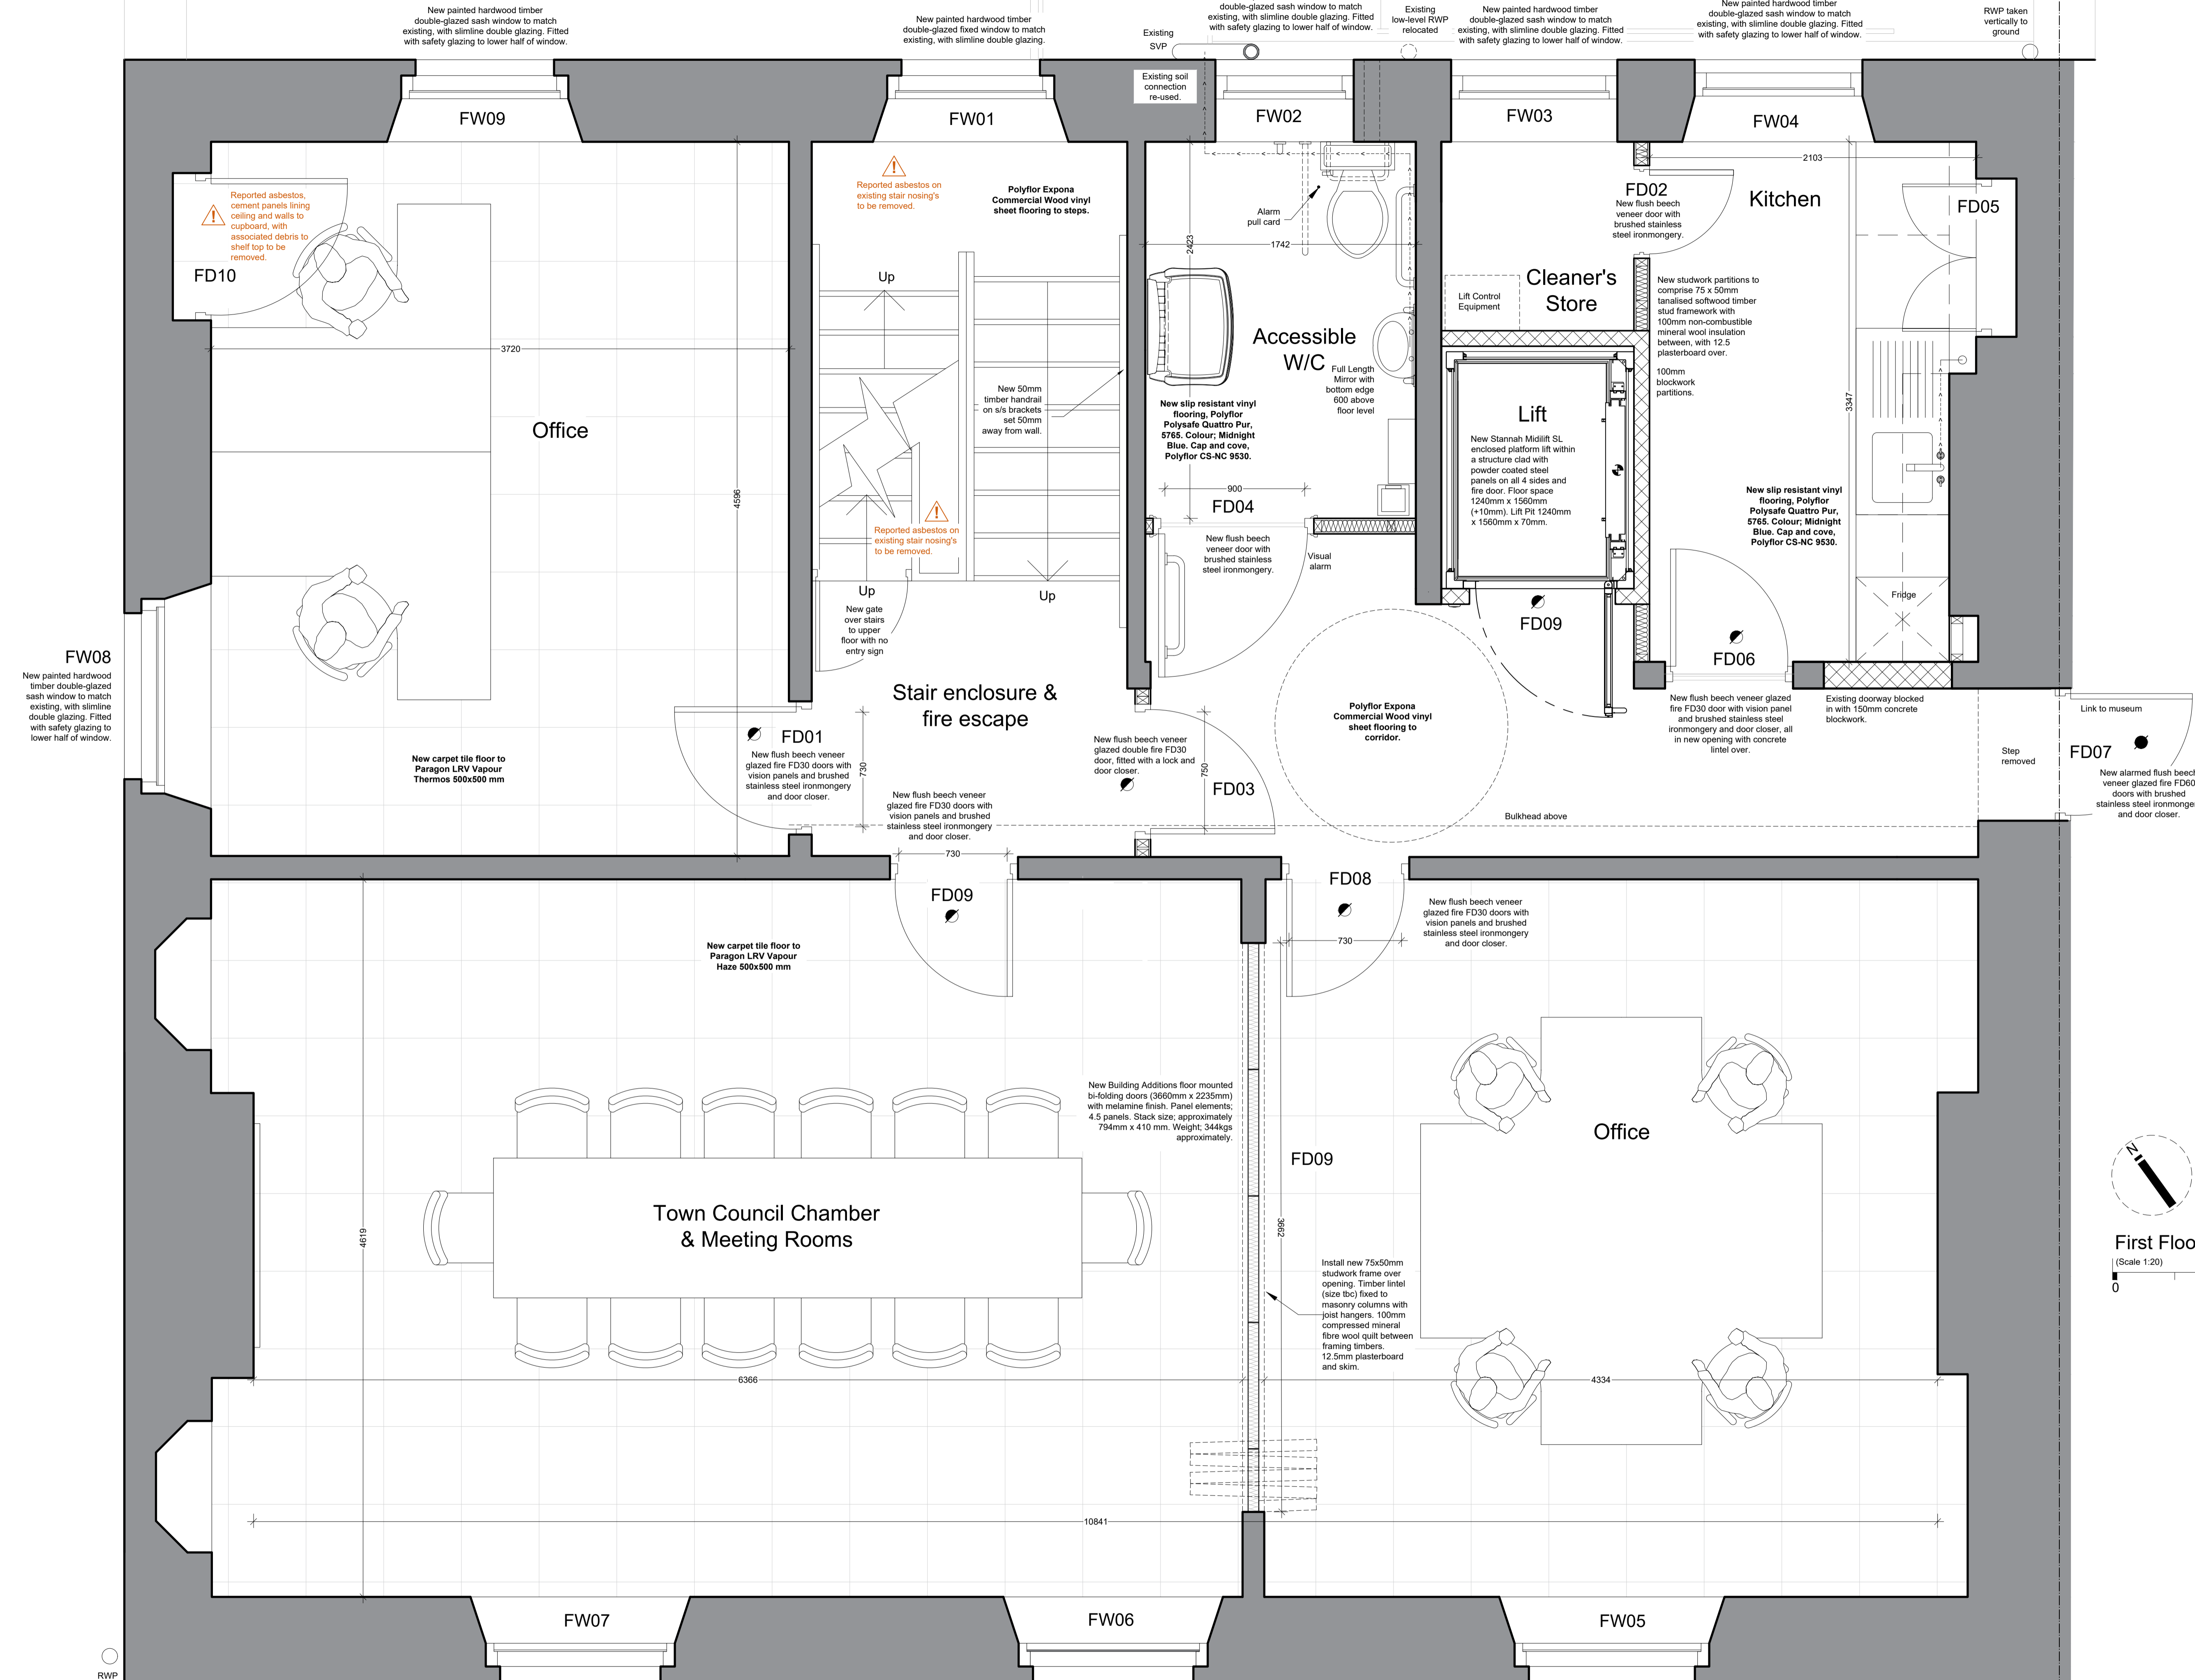 New painted hardwood timber
double-glazed sash window to match
existing, with slimline double glazing. Fitted
with safety glazing to lower half of window.
New painted hardwood timber
double-glazed fixed window to match
existing, with slimline double glazing.
Existing
SVP
double-glazed sash window to match
existing, with slimline double glazing. Fitted
with safety glazing to lower half of window.
Existing
low-level RWP
relocated
New painted hardwood timber
double-glazed sash window to match
existing, with slimline double glazing. Fitted
with safety glazing to lower half of window.
New painted hardwood timber
double-glazed sash window to match
existing, with slimline double glazing. Fitted
with safety glazing to lower half of window.
RWP taken
vertically to
ground
Existing soil
connection
re-used.
FW09
FW01
FW02
FW03
FW04
Reported asbestos,
cement panels lining
ceiling and walls to
cupboard, with
associated debris to
shelf top to be
removed.
FD10
3720
Office
4596
New carpet tile floor to
Paragon LRV Vapour
Thermos 500x500 mm
FW08
New painted hardwood
timber double-glazed
sash window to match
existing, with slimline
double glazing. Fitted
with safety glazing to
lower half of window.
Reported asbestos on
existing stair nosing's
to be removed.
Polyflor Expona
Commercial Wood vinyl
sheet flooring to steps.
Up
New 50mm
timber handrail
on s/s brackets
set 50mm
away from wall.
Reported asbestos on
existing stair nosing's
to be removed.
Up
Up
New gate
over stairs
to upper
floor with no
entry sign
Stair enclosure &
fire escape
FD01
New flush beech veneer
glazed fire FD30 doors with
vision panels and brushed
stainless steel ironmongery
and door closer.
730
New flush beech veneer
glazed fire FD30 doors with
vision panels and brushed
stainless steel ironmongery
and door closer.
730
FD09
Alarm
pull card
2423
1742
Accessible
W/C
Full Length
Mirror with
bottom edge
600 above
floor level
New slip resistant vinyl
flooring, Polyflor
Polysafe Quattro Pur,
5765. Colour; Midnight
Blue. Cap and cove,
Polyflor CS-NC 9530.
900
FD04
New flush beech
veneer door with
brushed stainless
steel ironmongery.
Visual
alarm
New flush beech veneer
glazed double fire FD30
door, fitted with a lock and
door closer.
750
FD03
Polyflor Expona
Commercial Wood vinyl
sheet flooring to
corridor.
FD02
New flush beech
veneer door with
brushed stainless
steel ironmongery.
Cleaner's
Store
Lift Control
Equipment
Lift
New Stannah Midilift SL
enclosed platform lift within
a structure clad with
powder coated steel
panels on all 4 sides and
fire door. Floor space
1240mm x 1560mm
(+10mm). Lift Pit 1240mm
x 1560mm x 70mm.
FD09
2103
Kitchen
FD05
New studwork partitions to
comprise 75 x 50mm
tanalised softwood timber
stud framework with
100mm non-combustible
mineral wool insulation
between, with 12.5
plasterboard over.
100mm
blockwork
partitions.
3347
New slip resistant vinyl
flooring, Polyflor
Polysafe Quattro Pur,
5765. Colour; Midnight
Blue. Cap and cove,
Polyflor CS-NC 9530.
Fridge
FD06
New flush beech veneer glazed
fire FD30 door with vision panel
and brushed stainless steel
ironmongery and door closer, all
in new opening with concrete
lintel over.
Existing doorway blocked
in with 150mm concrete
blockwork.
Link to museum
Step
removed
FD07
New alarmed flush beech
veneer glazed fire FD60
doors with brushed
stainless steel ironmonge
and door closer.
Bulkhead above
FD08
730
New flush beech veneer
glazed fire FD30 doors with
vision panels and brushed
stainless steel ironmongery
and door closer.
New carpet tile floor to
Paragon LRV Vapour
Haze 500x500 mm
New Building Additions floor mounted
bi-folding doors (3660mm x 2235mm)
with melamine finish. Panel elements;
4.5 panels. Stack size; approximately
794mm x 410 mm. Weight; 344kgs
approximately.
FD09
Office
Town Council Chamber
& Meeting Rooms
4619
3662
Install new 75x50mm
studwork frame over
opening. Timber lintel
(size tbc) fixed to
masonry columns with
joist hangers. 100mm
compressed mineral
fibre wool quilt between
framing timbers.
12.5mm plasterboard
and skim.
6366
4334
10841
N
First Floo
(Scale 1:20)
0
FW07
FW06
FW05
RWP